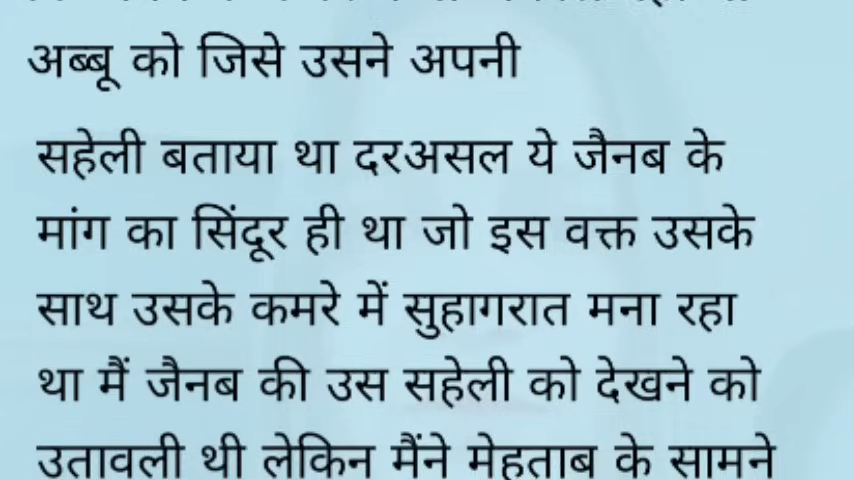 अब्बू को जिसे उसने अपनी
सहेली बताया था दरअसल ये जैनब के
मांग का सिंदूर ही था जो इस वक्त उसके
साथ उसके कमरे में सुहागरात मना रहा
था मैं जैनब की उस सहेली को देखने को
उतावली थी लेकिन मैंने मेहताब के सामने